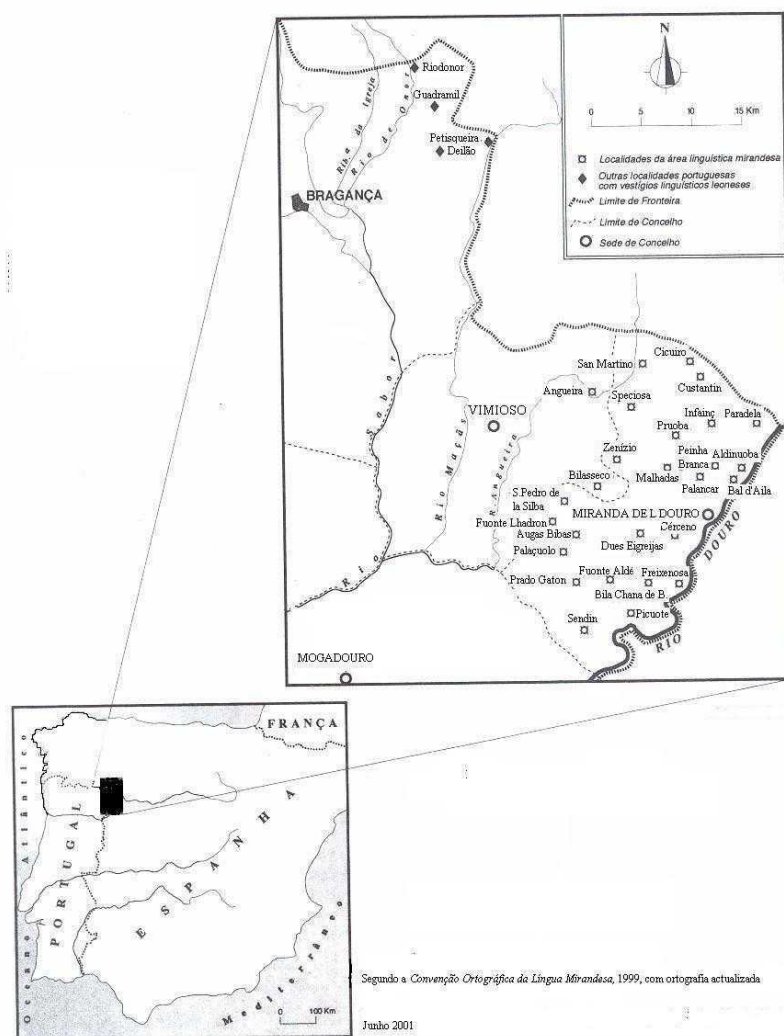 N
0 5 10 15 Km
Localidades da área linguística mirandesa
Outras localidades portuguesas
com vestígios linguísticos leoneses
Limite de Fronteira
Limite de Concelho
Sede de Concelho
Riodonor
Guadramil
Petisqueira
Deilão
Riba da Igreja
Rio de Onor
BRAGANÇA
San Martino
Cicuiro
Custantin
Angueira
Speciosa
VIMIOSO
Infainç
Paradela
Pruoba
Zenízio
Peinha
Branca
Aldinuoba
Malhadas
Palancar
Bal d'Aila
Bilasseco
S.Pedro de
la Silba
MIRANDA DE L DOURO
Fuonte Lhadron
Augas Bibas
Cérceno
Dues Eigreijas
Palaçuolo
Prado Gaton
Fuonte Aldé
Freixenosa
Bila Chana de B.
Picuote
Sendin
MOGADOURO
Rio Sabor
Rio Maçãs
R. Angueira
RIO DOURO
FRANÇA
Oceano Atlântico
PORTUGAL
ESPANHA
Mediterrâneo
0 100 Km
Segundo a Convenção Ortográfica da Língua Mirandesa, 1999, com ortografia actualizada
Junho 2001